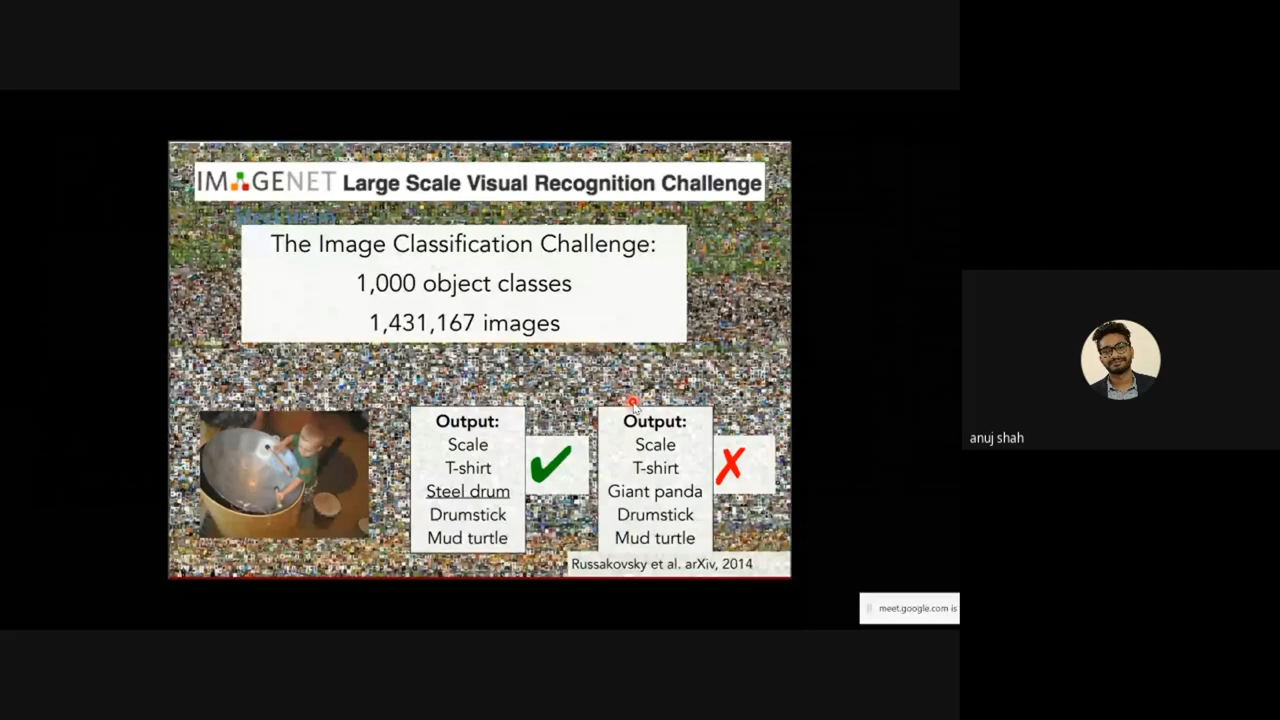 IMAGENET Large Scale Visual Recognition Challenge
Steel drum
The Image Classification Challenge:
1,000 object classes
1,431,167 images
Output:
Scale
T-shirt
Steel drum
Drumstick
Mud turtle
Output:
Scale
T-shirt
Giant panda
Drumstick
Mud turtle
Russakovsky et al. arXiv, 2014
anuj shah
meet.google.com is